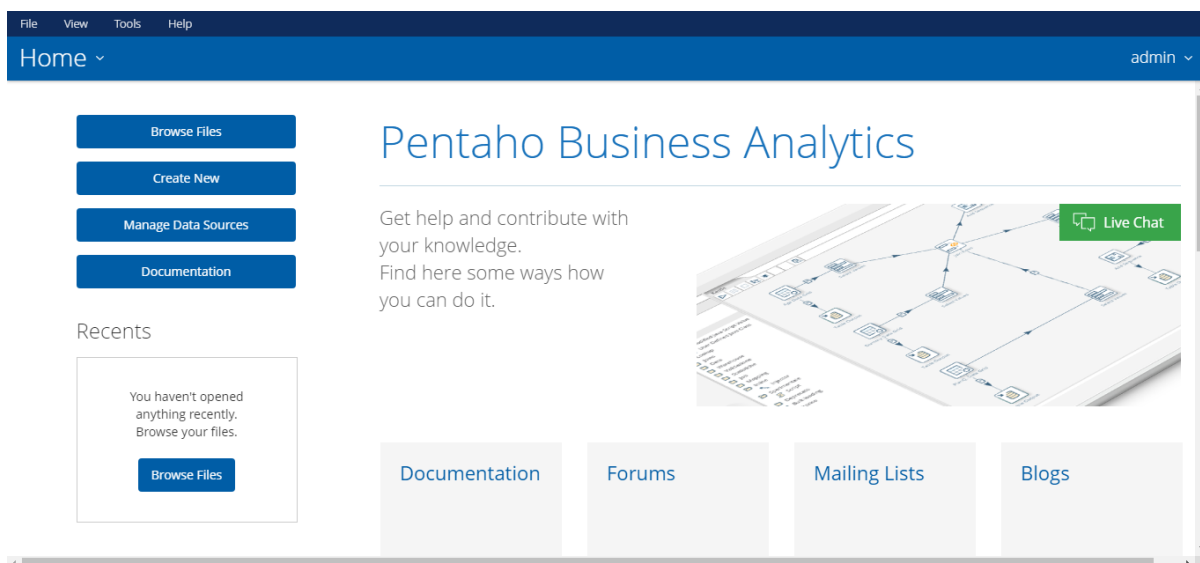 File View Tools Help
Home
admin
Browse Files
Create New
Manage Data Sources
Documentation
Recents
You haven't opened
anything recently.
Browse your files.
Browse Files
Pentaho Business Analytics
Get help and contribute with
your knowledge.
Find here some ways how
you can do it.
Live Chat
Documentation
Forums
Mailing Lists
Blogs